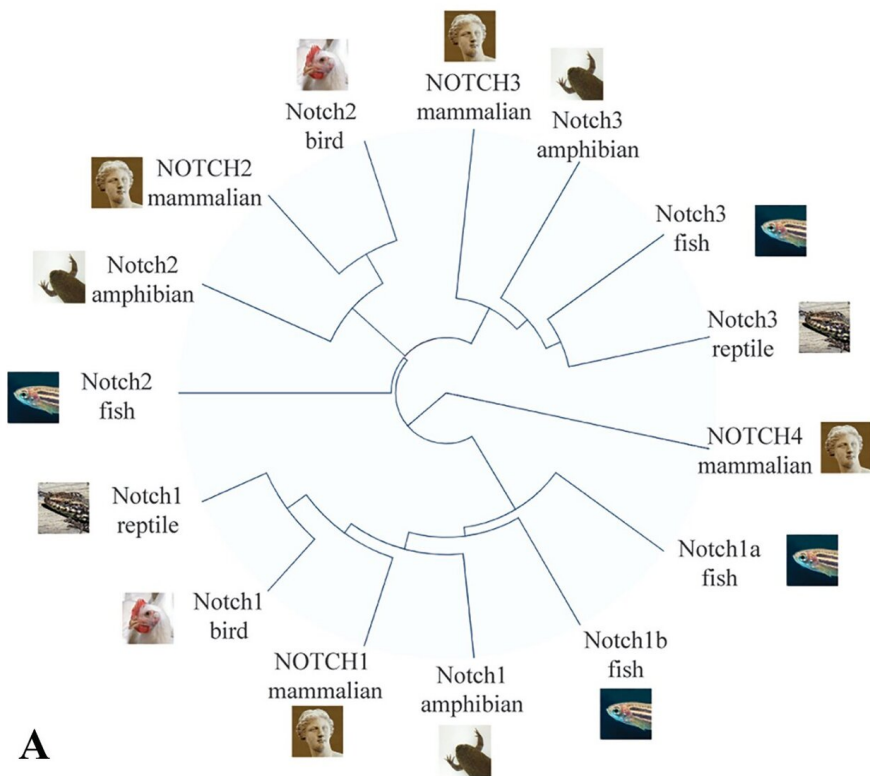 NOTCH3
mammalian
Notch3
amphibian
Notch3
fish
Notch3
reptile
NOTCH4
mammalian
Notch1a
fish
Notch1b
fish
Notch1
amphibian
NOTCH1
mammalian
Notch1
bird
Notch1
reptile
Notch2
fish
Notch2
amphibian
NOTCH2
mammalian
Notch2
bird
A